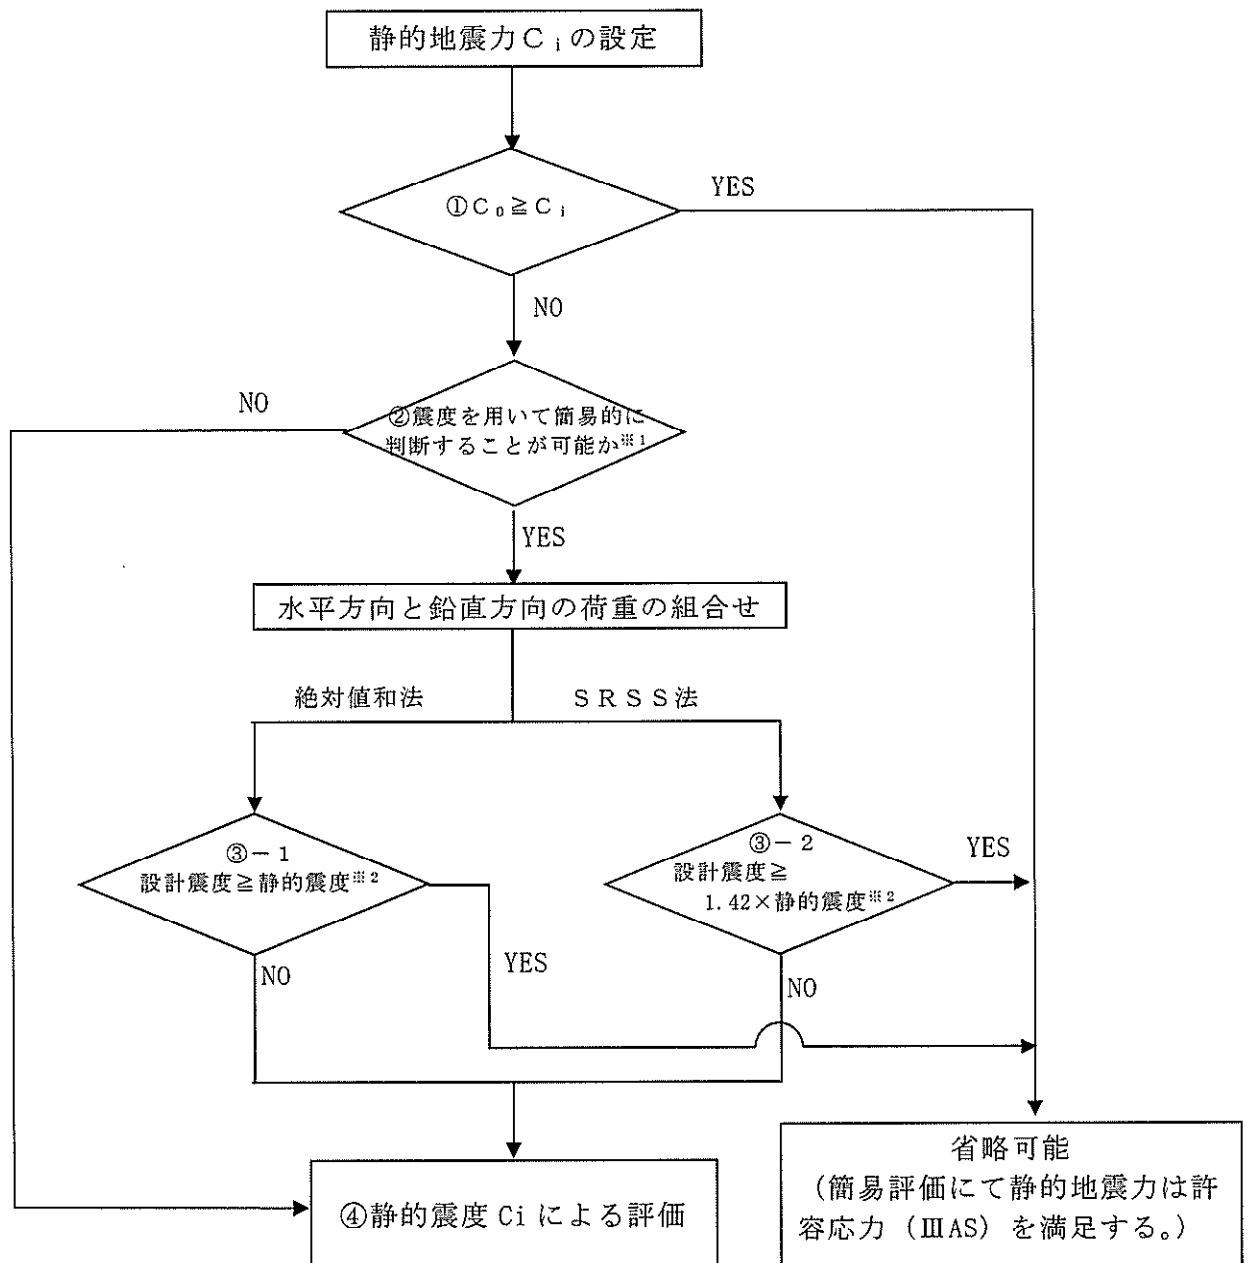 静的地震力Ciの設定
①C₀≧Ci
YES
NO
②震度を用いて簡易的に
判断することが可能か※1
NO
YES
水平方向と鉛直方向の荷重の組合せ
絶対値和法
SRSS法
③-1
設計震度≧静的震度※2
③-2
設計震度≧
1.42×静的震度※2
YES
NO
YES
NO
④静的震度 Ci による評価
省略可能
(簡易評価にて静的地震力は許
容応力(ⅢAS)を満足する。)